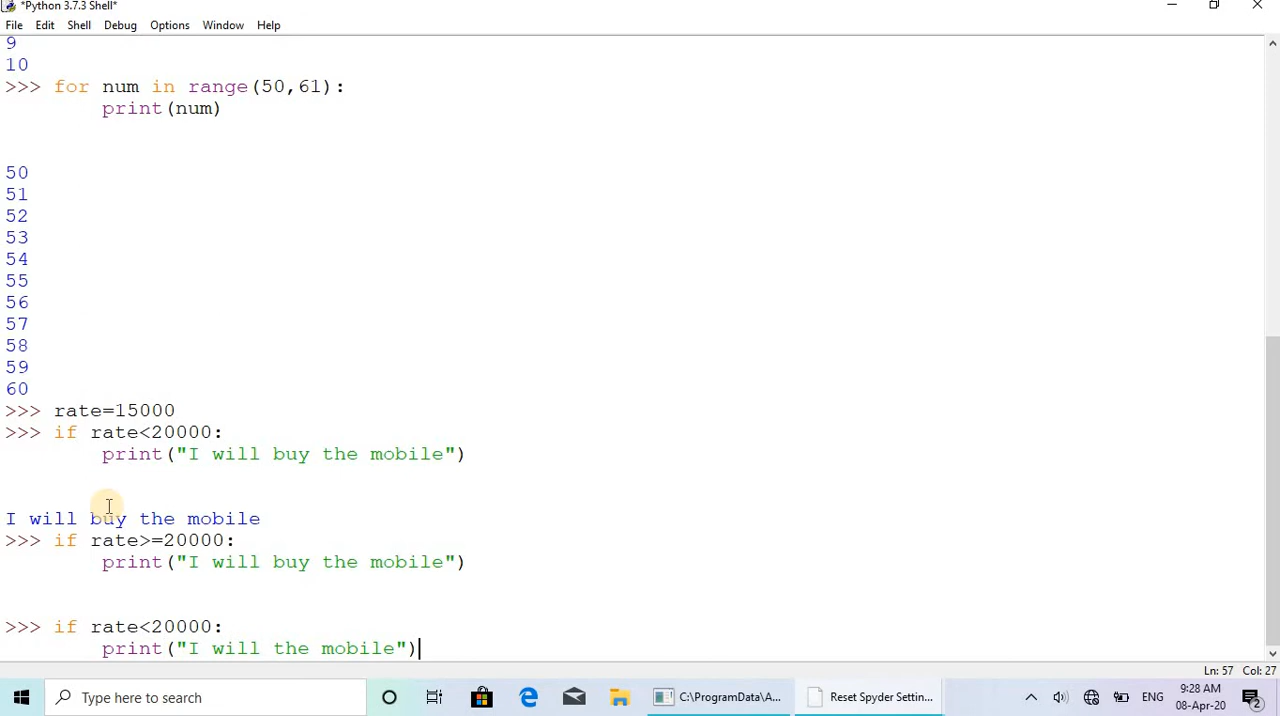 *Python 3.7.3 Shell*
File Edit Shell Debug Options Window Help
9
10
>>> for num in range(50,61):
print(num)
50
51
52
53
54
55
56
57
58
59
60
>>> rate=15000
>>> if rate<20000:
print("I will buy the mobile")
I will buy the mobile
>>> if rate>=20000:
print("I will buy the mobile")
>>> if rate<20000:
print("I will the mobile")
Ln: 57 Col: 27
Type here to search
C:\ProgramData\A...
Reset Spyder Settin...
ENG
9:28 AM
08-Apr-20
2